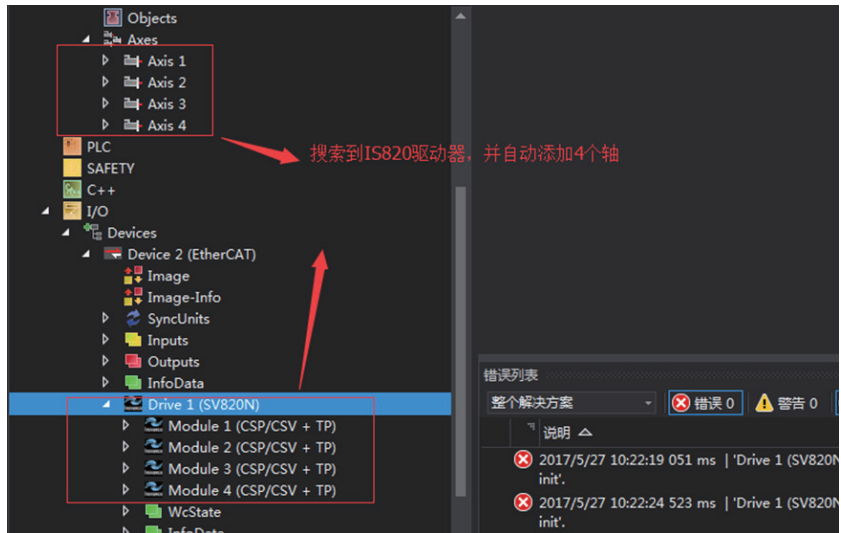 Objects
Axes
Axis 1
Axis 2
Axis 3
Axis 4
搜索到IS820驱动器，并自动添加4个轴
PLC
SAFETY
C++
I/O
Devices
Device 2 (EtherCAT)
Image
Image-Info
SyncUnits
Inputs
Outputs
InfoData
Drive 1 (SV820N)
Module 1 (CSP/CSV + TP)
Module 2 (CSP/CSV + TP)
Module 3 (CSP/CSV + TP)
Module 4 (CSP/CSV + TP)
WcState
InfoData
错误列表
整个解决方案 错误 0 警告 0
说明
2017/5/27 10:22:19 051 ms | 'Drive 1 (SV820N
init'.
2017/5/27 10:22:24 523 ms | 'Drive 1 (SV820N
init'.